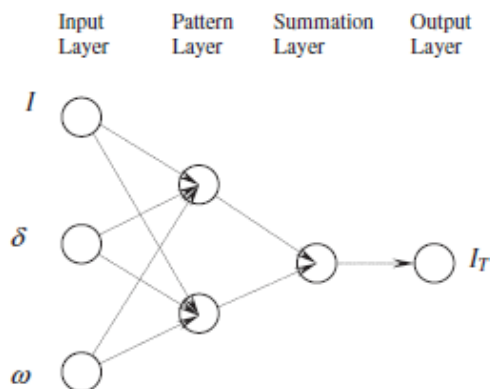 Input Pattern Summation Output
Layer Layer Layer Layer
I
δ
I_T
ω